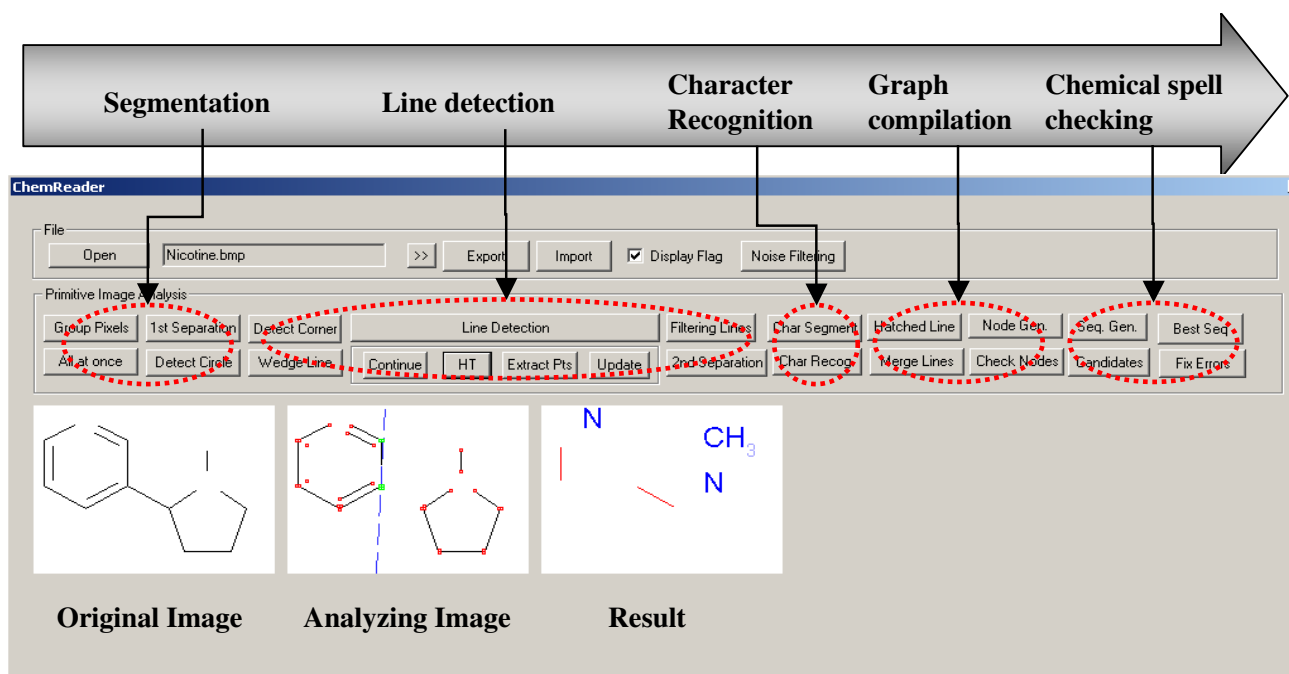 Segmentation
Line detection
Character
Recognition
Graph
compilation
Chemical spell
checking
ChemReader
File
Open Nicotine.bmp >> Export Import Display Flag Noise Filtering
Primitive Image Analysis
Group Pixels 1st Separation Detect Corner Line Detection Filtering Lines Char Segment Hatched Line Node Gen. Seq. Gen. Best Seq
All at once Detect Circle Wedge Line Continue HT Extract Pts Update 2nd Separation Char Recog. Merge Lines Check Nodes Candidates Fix Errors
N
CH3
N
Original Image Analyzing Image Result